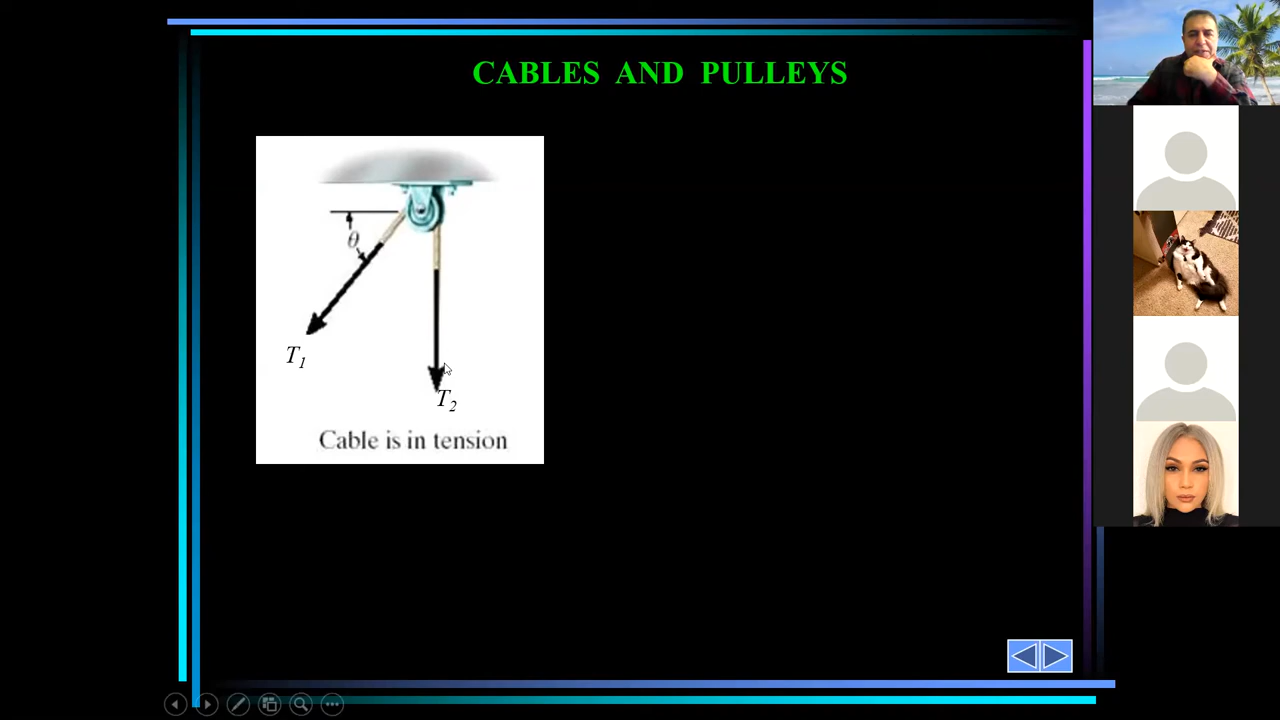 CABLES AND PULLEYS
θ
T1
T2
Cable is in tension